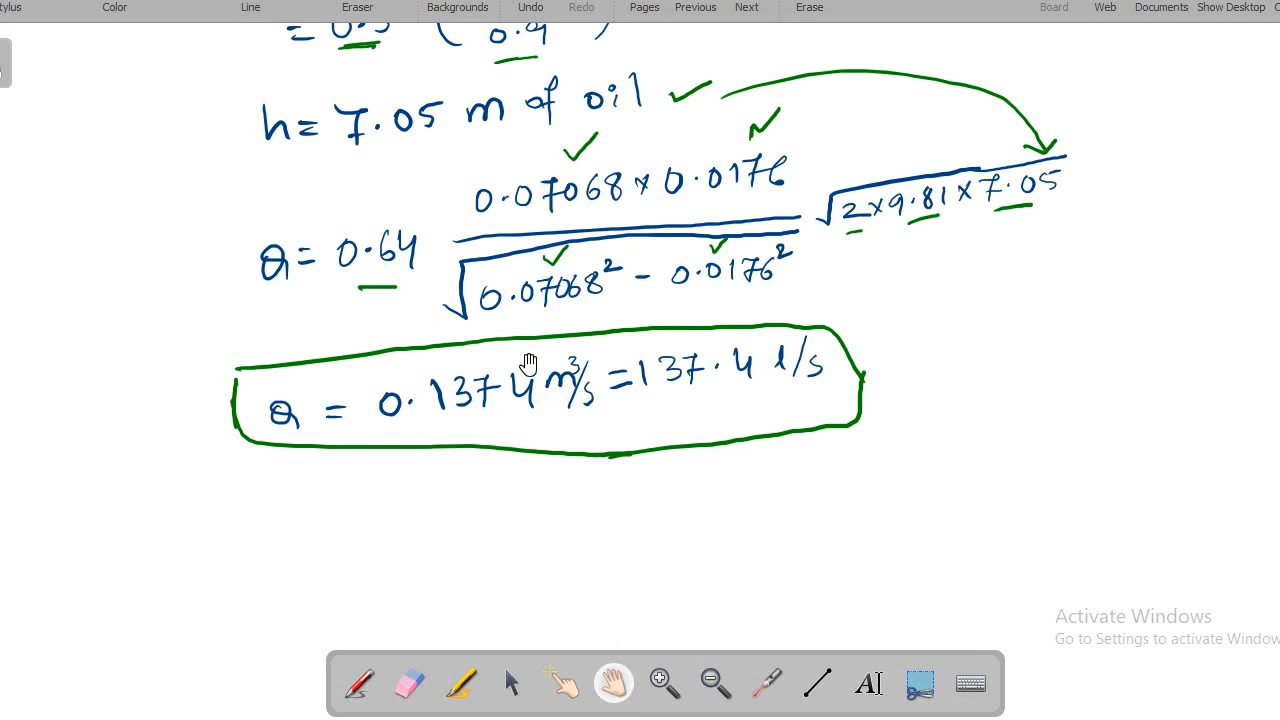 tylus Color Line Eraser Backgrounds Undo Redo Pages Previous Next Erase Board Web Documents Show Desktop
h = 7.05 m of oil
Q = 0.64 0.07068 × 0.0176 / √0.07068² - 0.0176² √2×9.81×7.05
Q = 0.1374 m³/s = 137.4 l/s
Activate Windows
Go to Settings to activate Window